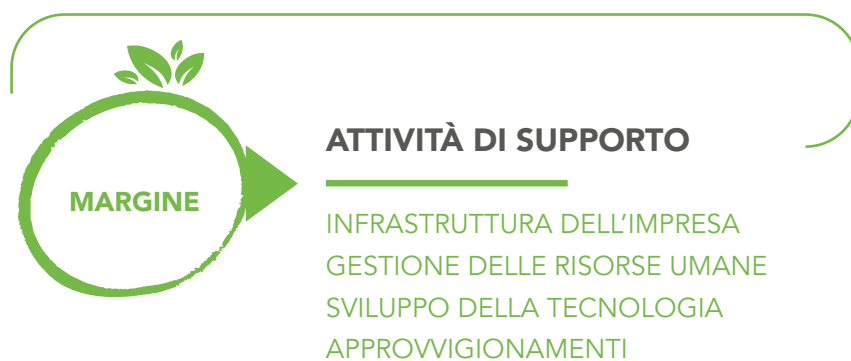 MARGINE
ATTIVITÀ DI SUPPORTO
INFRASTRUTTURA DELL’IMPRESA
GESTIONE DELLE RISORSE UMANE
SVILUPPO DELLA TECNOLOGIA
APPROVVIGIONAMENTI